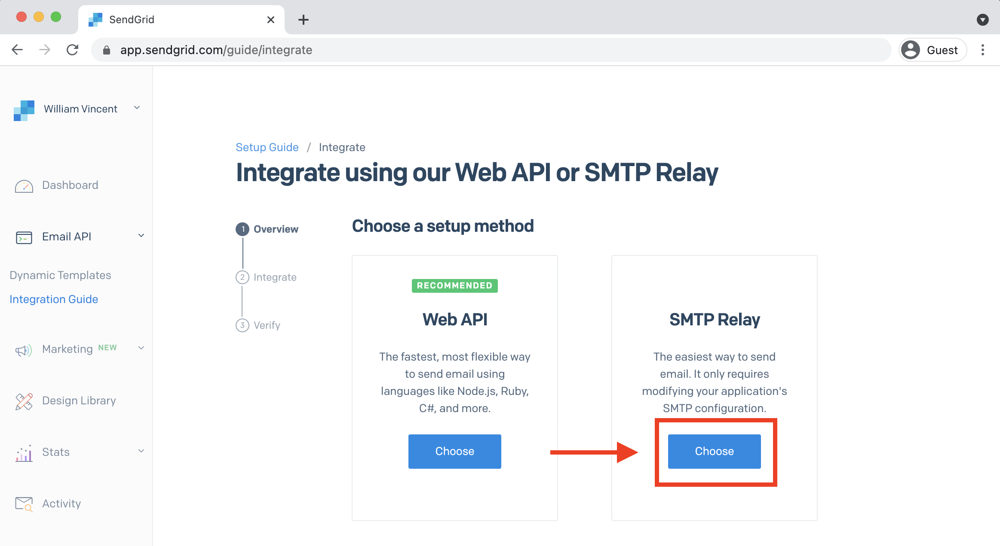 SendGrid
app.sendgrid.com/guide/integrate
Guest
William Vincent
Dashboard
Email API
Dynamic Templates
Integration Guide
Marketing NEW
Design Library
Stats
Activity
Setup Guide / Integrate
Integrate using our Web API or SMTP Relay
1 Overview
2 Integrate
3 Verify
Choose a setup method
RECOMMENDED
Web API
The fastest, most flexible way
to send email using
languages like Node.js, Ruby,
C#, and more.
Choose
SMTP Relay
The easiest way to send
email. It only requires
modifying your application's
SMTP configuration.
Choose